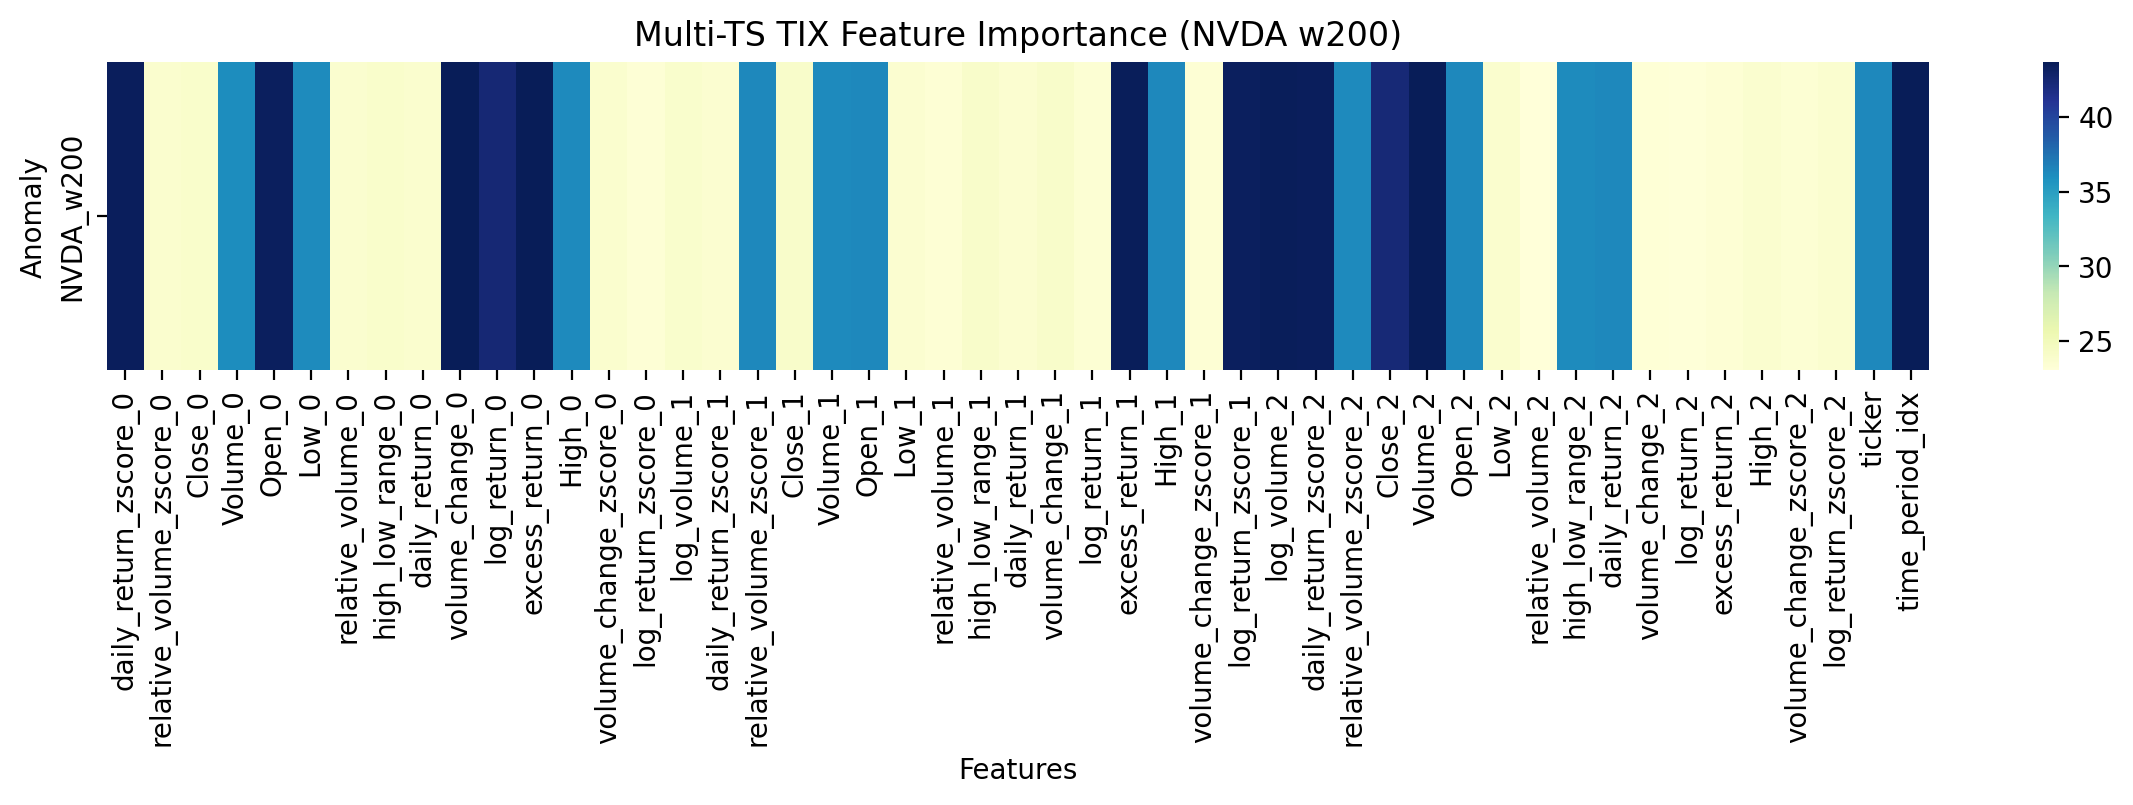 Multi-TS TIX Feature Importance (NVDA w200)
Anomaly
NVDA_w200
40
35
30
25
daily_return_zscore_0
relative_volume_zscore_0
Close_0
Volume_0
Open_0
Low_0
relative_volume_0
high_low_range_0
daily_return_0
volume_change_0
log_return_0
excess_return_0
High_0
volume_change_zscore_0
log_return_zscore_0
log_volume_1
daily_return_zscore_1
relative_volume_zscore_1
Close_1
Volume_1
Open_1
Low_1
relative_volume_1
high_low_range_1
daily_return_1
volume_change_1
log_return_1
excess_return_1
High_1
volume_change_zscore_1
log_return_zscore_1
log_volume_2
daily_return_zscore_2
relative_volume_zscore_2
Close_2
Volume_2
Open_2
Low_2
relative_volume_2
high_low_range_2
daily_return_2
volume_change_2
log_return_2
excess_return_2
High_2
volume_change_zscore_2
log_return_zscore_2
ticker
time_period_idx
Features